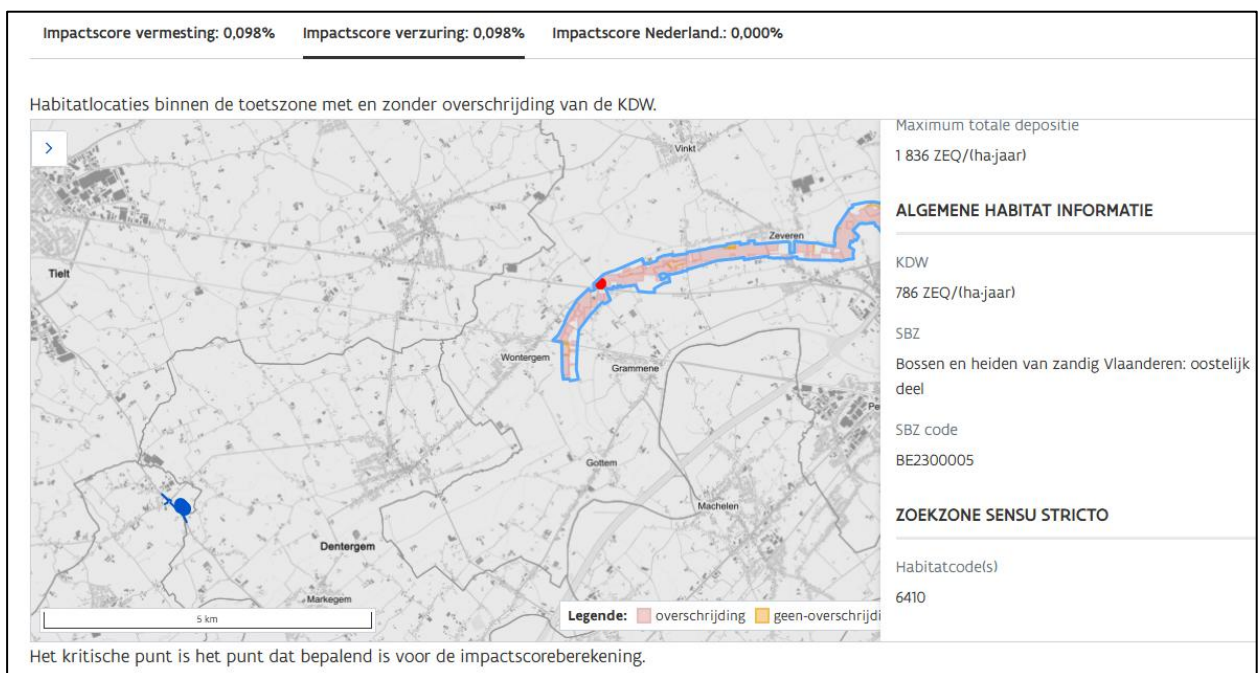 Impactscore vermesting: 0,098% Impactscore verzuring: 0,098% Impactscore Nederland.: 0,000%
Habitatlocaties binnen de toetszone met en zonder overschrijding van de KDW.
Maximum totale depositie
1 836 ZEQ/(ha·jaar)
ALGEMENE HABITAT INFORMATIE
KDW
786 ZEQ/(ha·jaar)
SBZ
Bossen en heiden van zandig Vlaanderen: oostelijk
deel
SBZ code
BE2300005
ZOEKZONE SENSU STRICTO
Habitatcode(s)
6410
Vinkt
Zeveren
Tielt
Wontergem
Grammene
Pe
Gottem
Machelen
Dentergem
Markegem
5 km
Legende: overschrijding geen-overschrijdi
Het kritische punt is het punt dat bepalend is voor de impactscoreberekening.